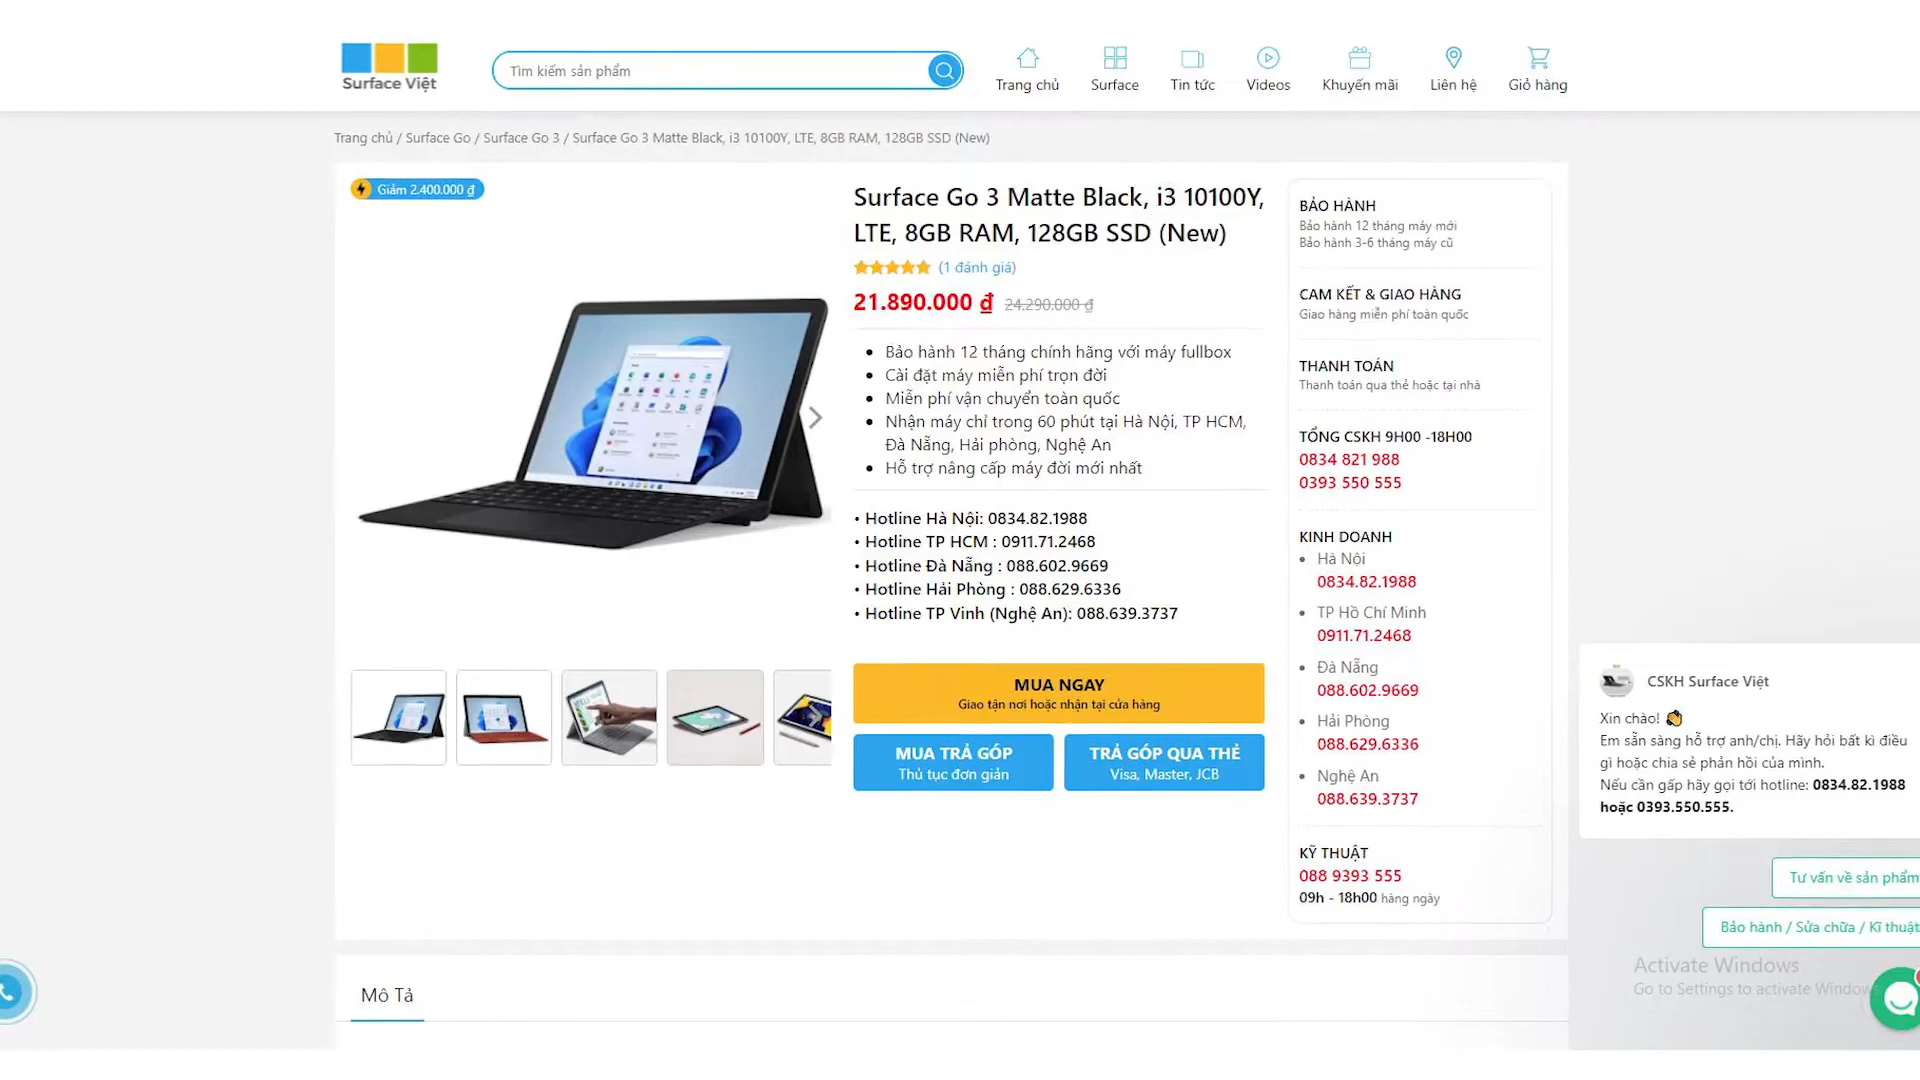 Surface Việt
Tìm kiếm sản phẩm
Trang chủ
Surface
Tin tức
Videos
Khuyến mãi
Liên hệ
Giỏ hàng
Trang chủ / Surface Go / Surface Go 3 / Surface Go 3 Matte Black, i3 10100Y, LTE, 8GB RAM, 128GB SSD (New)
Giảm 2.400.000 ₫
Surface Go 3 Matte Black, i3 10100Y,
LTE, 8GB RAM, 128GB SSD (New)
(1 đánh giá)
21.890.000 ₫ 24.290.000 ₫
• Bảo hành 12 tháng chính hãng với máy fullbox
• Cài đặt máy miễn phí trọn đời
• Miễn phí vận chuyển toàn quốc
• Nhận máy chỉ trong 60 phút tại Hà Nội, TP HCM,
Đà Nẵng, Hải phòng, Nghệ An
• Hỗ trợ nâng cấp máy đời mới nhất
• Hotline Hà Nội: 0834.82.1988
• Hotline TP HCM : 0911.71.2468
• Hotline Đà Nẵng : 088.602.9669
• Hotline Hải Phòng : 088.629.6336
• Hotline TP Vinh (Nghệ An): 088.639.3737
MUA NGAY
Giao tận nơi hoặc nhận tại cửa hàng
MUA TRẢ GÓP
Thủ tục đơn giản
TRẢ GÓP QUA THẺ
Visa, Master, JCB
BẢO HÀNH
Bảo hành 12 tháng máy mới
Bảo hành 3-6 tháng máy cũ
CAM KẾT & GIAO HÀNG
Giao hàng miễn phí toàn quốc
THANH TOÁN
Thanh toán qua thẻ hoặc tại nhà
TỔNG CSKH 9H00 -18H00
0834 821 988
0393 550 555
KINH DOANH
• Hà Nội
0834.82.1988
• TP Hồ Chí Minh
0911.71.2468
• Đà Nẵng
088.602.9669
• Hải Phòng
088.629.6336
• Nghệ An
088.639.3737
KỸ THUẬT
088 9393 555
09h - 18h00 hàng ngày
CSKH Surface Việt
Xin chào!
Em sẵn sàng hỗ trợ anh/chị. Hãy hỏi bất kì điều
gì hoặc chia sẻ phản hồi của mình.
Nếu cần gấp hãy gọi tới hotline: 0834.82.1988
hoặc 0393.550.555.
Tư vấn về sản phẩm
Bảo hành / Sửa chữa / Kĩ thuật
Activate Windows
Go to Settings to activate Window
Mô Tả